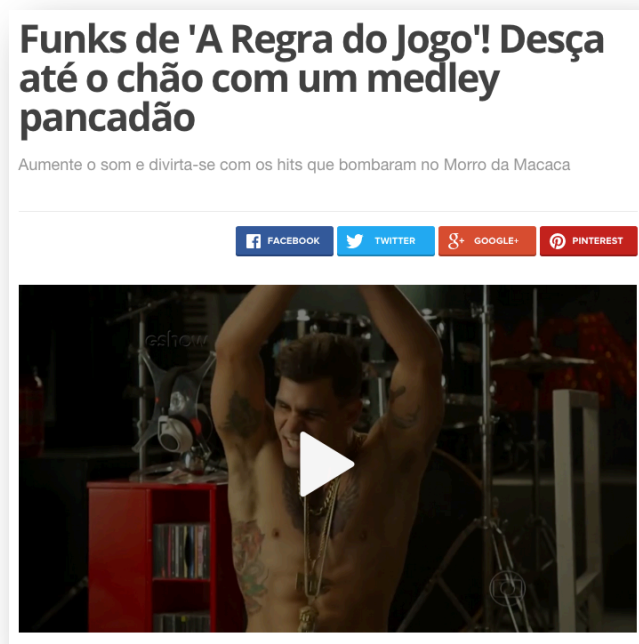 Funks de 'A Regra do Jogo'! Desça
até o chão com um medley
pancadão
Aumente o som e divirta-se com os hits que bombaram no Morro da Macaca
FACEBOOK
TWITTER
GOOGLE+
PINTEREST
gshow